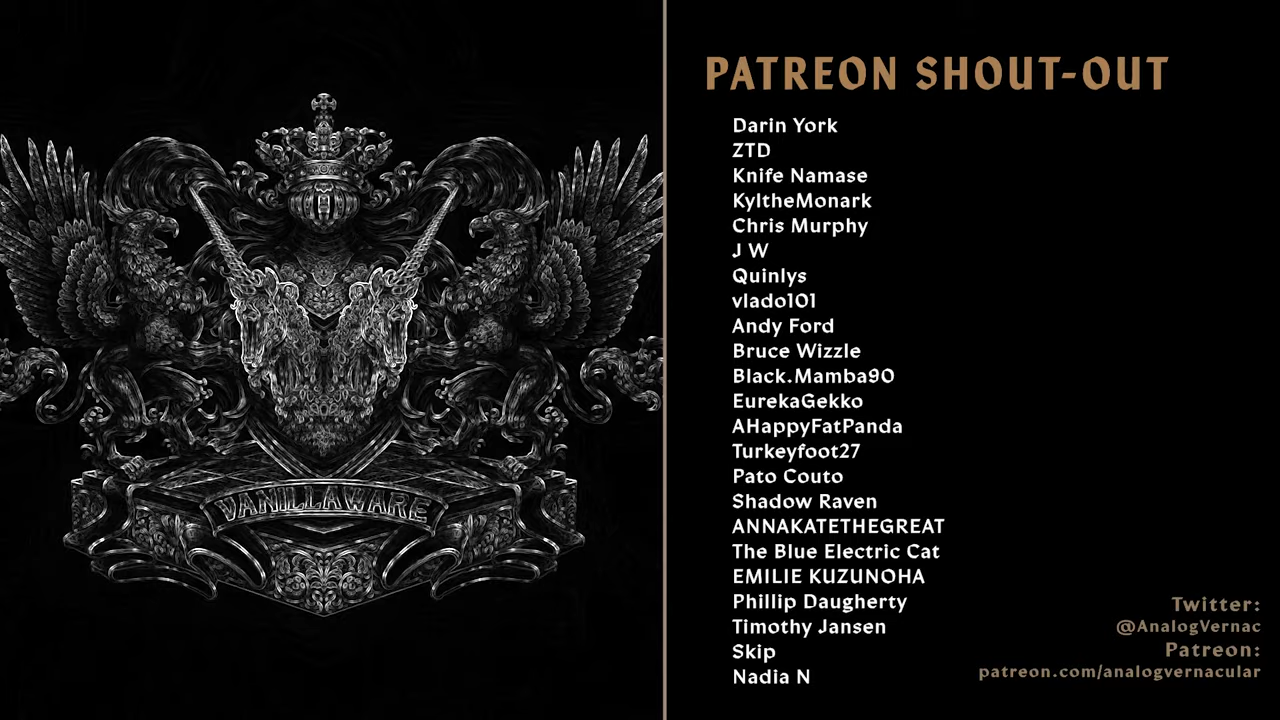 VANILLAWARE
PATREON SHOUT-OUT
Darin York
ZTD
Knife Namase
KyltheMonark
Chris Murphy
J W
Quinlys
vlado101
Andy Ford
Bruce Wizzle
Black.Mamba90
EurekaGekko
AHappyFatPanda
Turkeyfoot27
Pato Couto
Shadow Raven
ANNAKATETHEGREAT
The Blue Electric Cat
EMILIE KUZUNOHA
Phillip Daugherty
Timothy Jansen
Skip
Nadia N
Twitter:
@AnalogVernac
Patreon:
patreon.com/analogvernacular